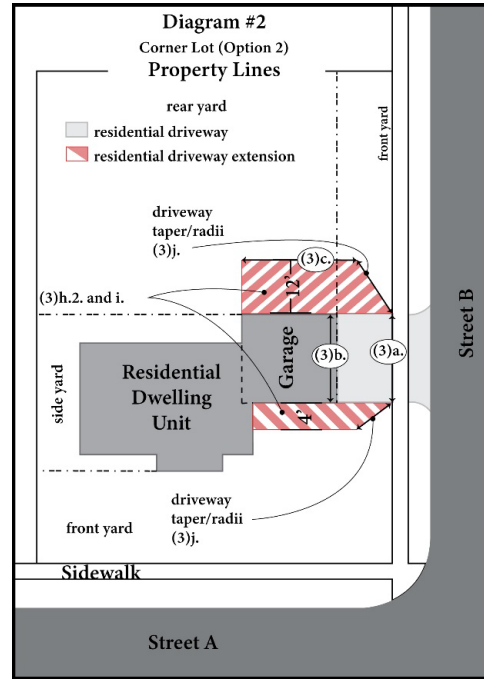 Diagram #2
Corner Lot (Option 2)
Property Lines
rear yard
residential driveway
residential driveway extension
front yard
driveway
taper/radii
(3)j.
(3)c.
12'
(3)h.2. and i.
Garage
(3)b.
(3)a.
Street B
side yard
Residential
Dwelling
Unit
4'
driveway
taper/radii
(3)j.
front yard
Sidewalk
Street A